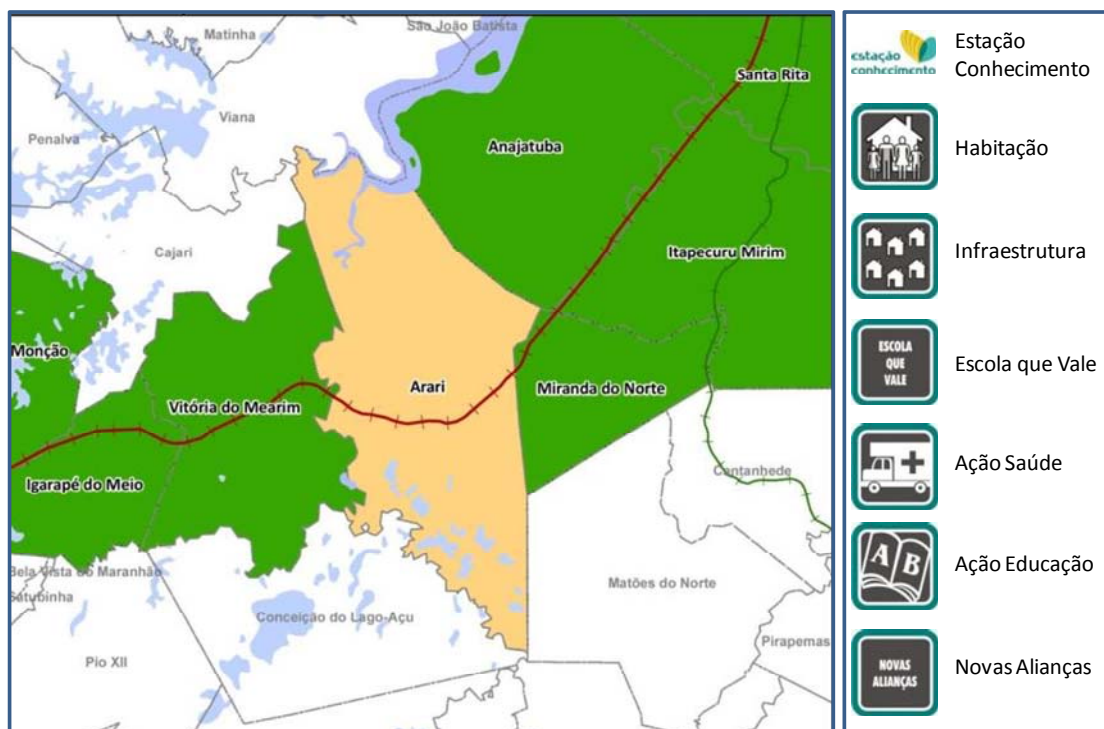 Matinha
São João Batista
Santa Rita
Viana
Penalva
Anajatuba
Cajari
Itapecuru Mirim
Monção
Arari
Miranda do Norte
Vitória do Mearim
Igarapé do Meio
Cantanhede
Bela Vista do Maranhão
Satubinha
Matões do Norte
Conceição do Lago-Açu
Pirapemas
Pio XII
estação
conhecimento
Estação
Conhecimento
Habitação
Infraestrutura
ESCOLA
QUE
VALE
Escola que Vale
Ação Saúde
A B
Ação Educação
NOVAS
ALIANÇAS
Novas Alianças